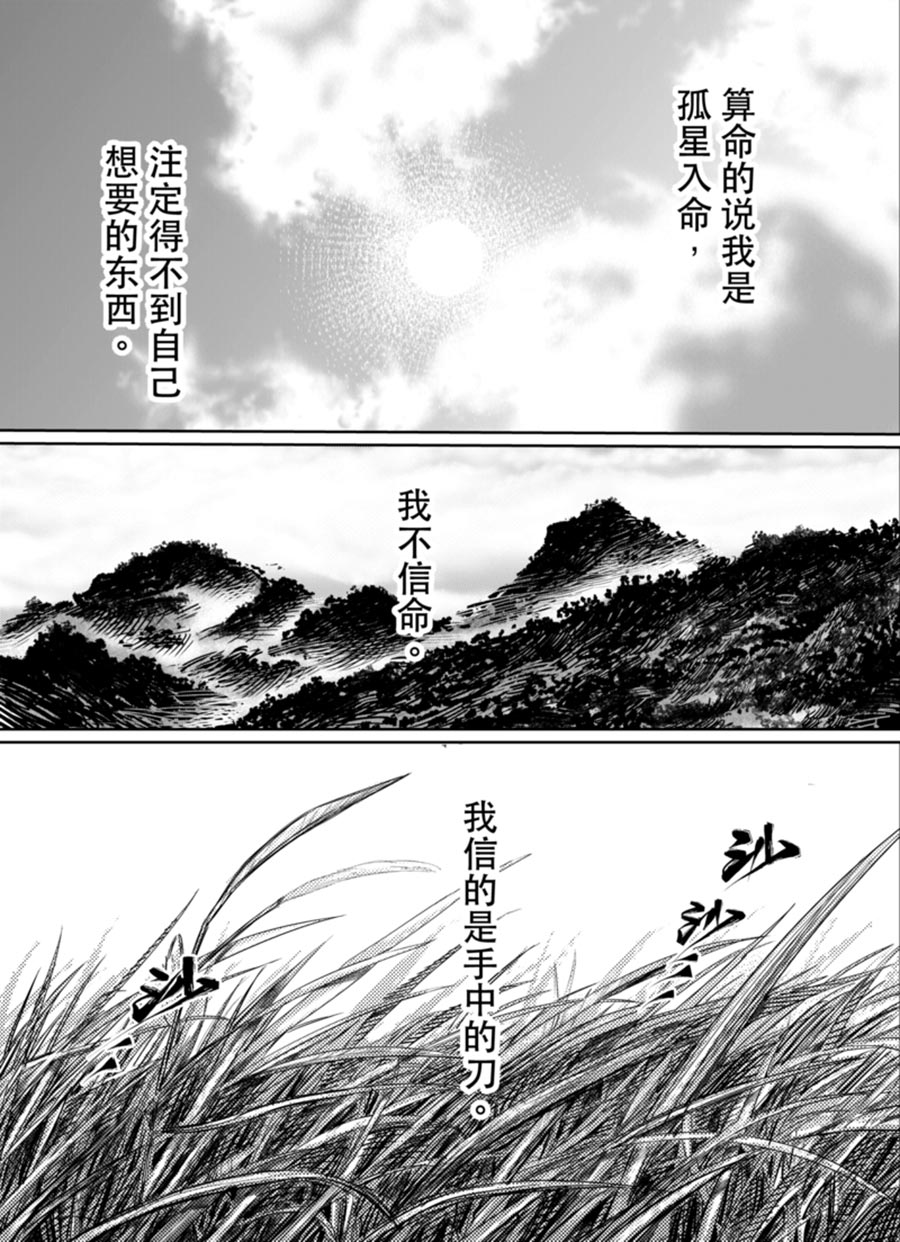 算命的说我是
孤星入命，
注定得不到自己
想要的东西。
我不信命。
我信的是手中的刀。
沙
沙
沙